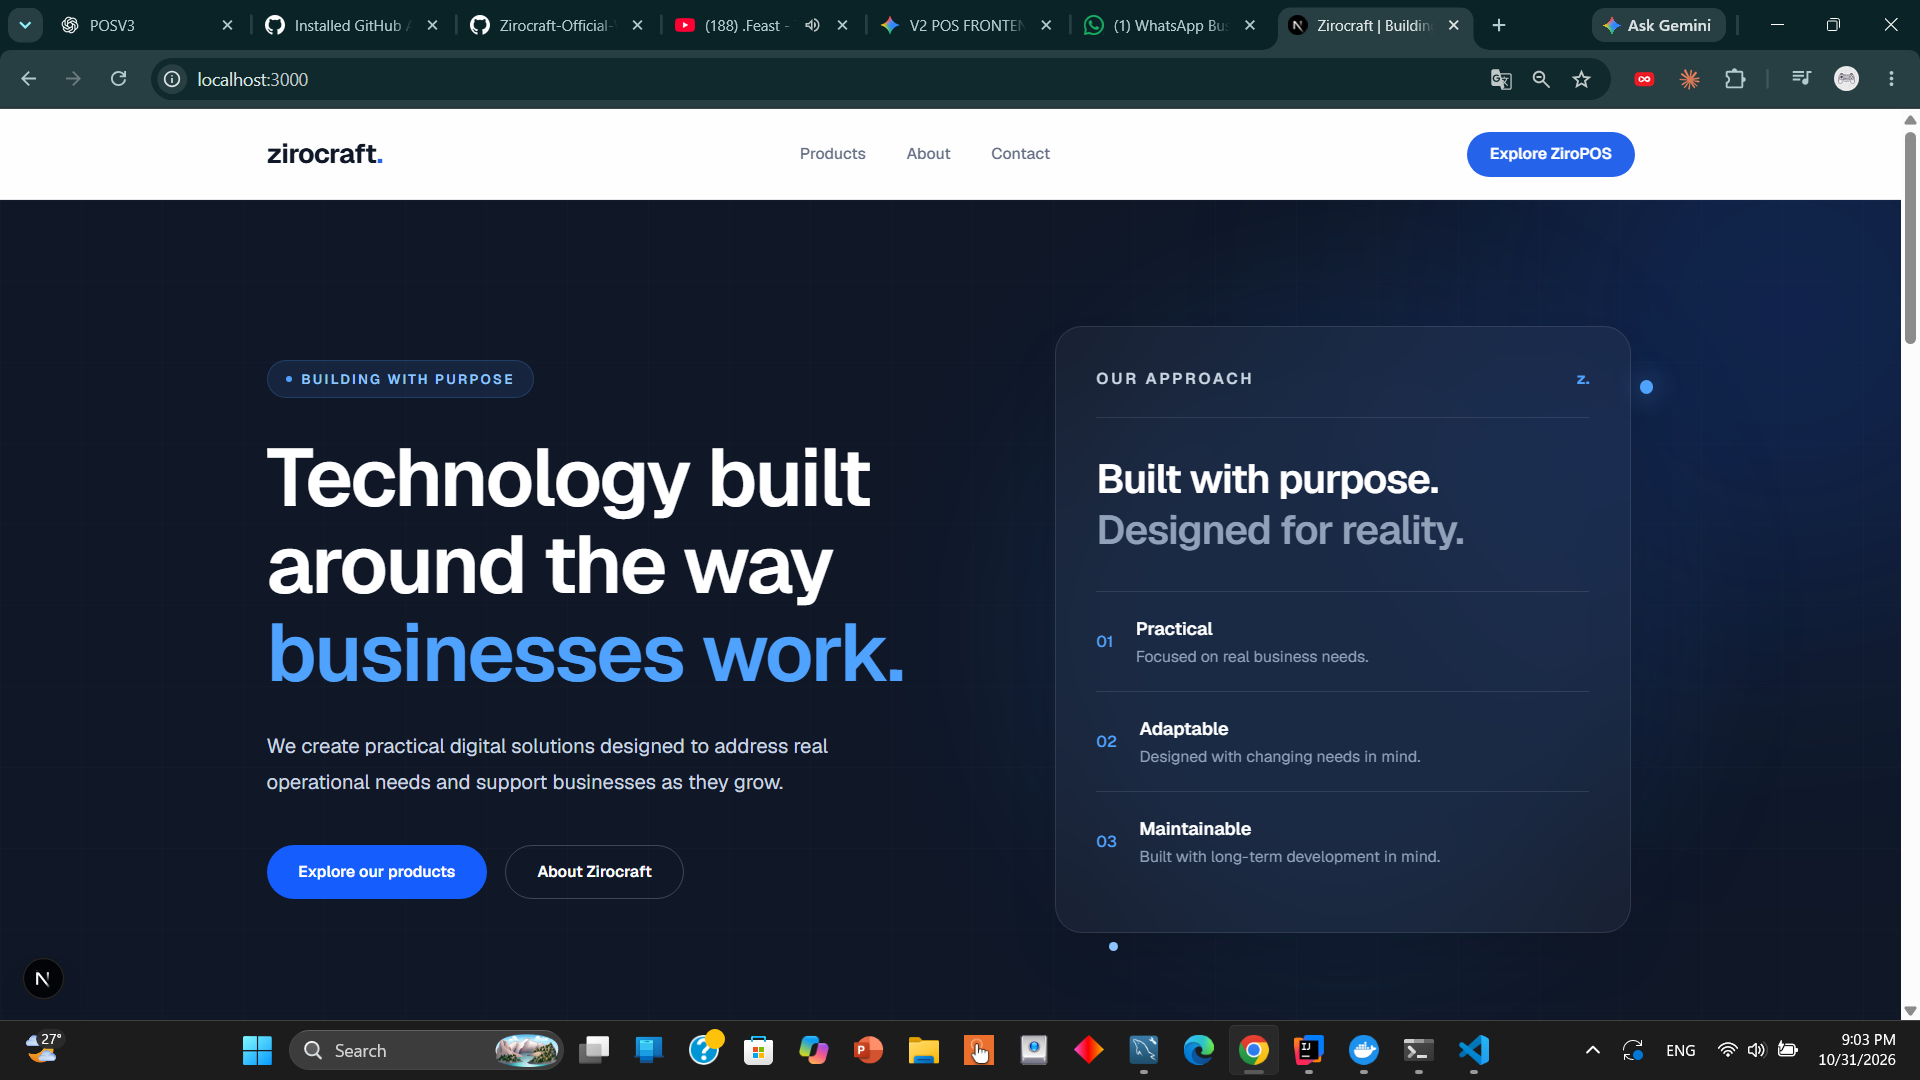 POSV3
Installed GitHub A
Zirocraft-Official-
(188) .Feast -
V2 POS FRONTEN
(1) WhatsApp Bu
Zirocraft | Buildin
Ask Gemini
localhost:3000
zirocraft.
Products
About
Contact
Explore ZiroPOS
BUILDING WITH PURPOSE
Technology built
around the way
businesses work.
We create practical digital solutions designed to address real
operational needs and support businesses as they grow.
Explore our products
About Zirocraft
OUR APPROACH
z.
Built with purpose.
Designed for reality.
01
Practical
Focused on real business needs.
02
Adaptable
Designed with changing needs in mind.
03
Maintainable
Built with long-term development in mind.
N
27°
Search
ENG
9:03 PM
10/31/2026